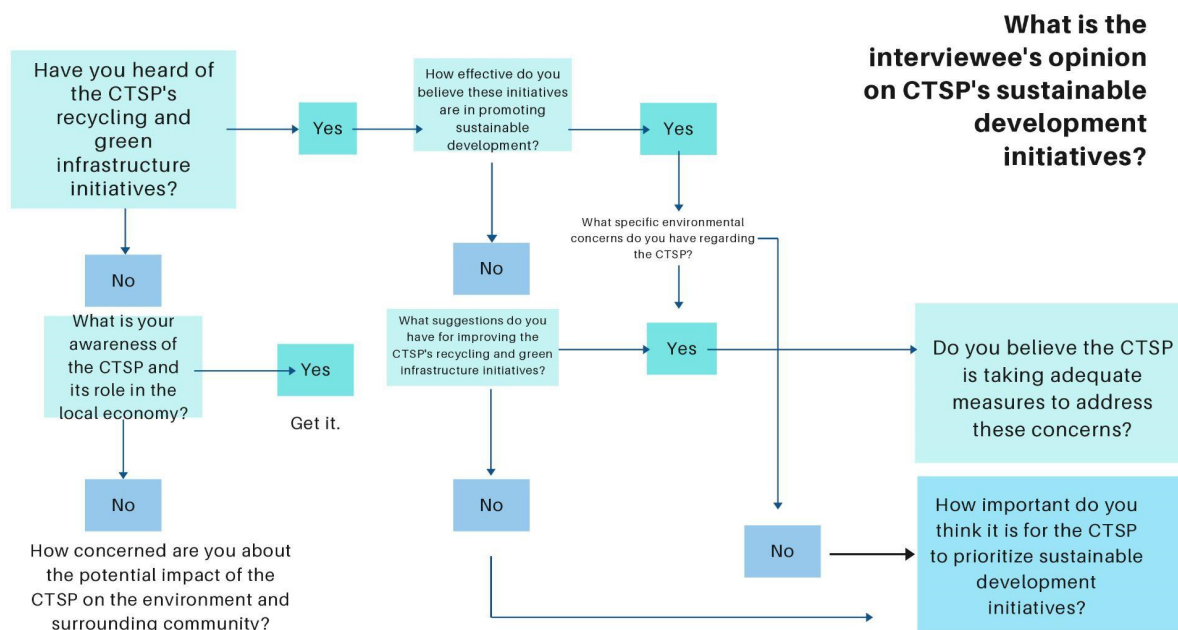 What is the
interviewee's opinion
on CTSP's sustainable
development
initiatives?
Have you heard of
the CTSP's
recycling and
green
infrastructure
initiatives?
Yes
How effective do you
believe these initiatives
are in promoting
sustainable
development?
Yes
What specific environmental
concerns do you have regarding
the CTSP?
No
No
What is your
awareness of
the CTSP and
its role in the
local economy?
Yes
Get it.
What suggestions do you
have for improving the
CTSP's recycling and green
infrastructure initiatives?
Yes
Do you believe the CTSP
is taking adequate
measures to address
these concerns?
No
No
No
How important do you
think it is for the CTSP
to prioritize sustainable
development
initiatives?
How concerned are you about
the potential impact of the
CTSP on the environment and
surrounding community?